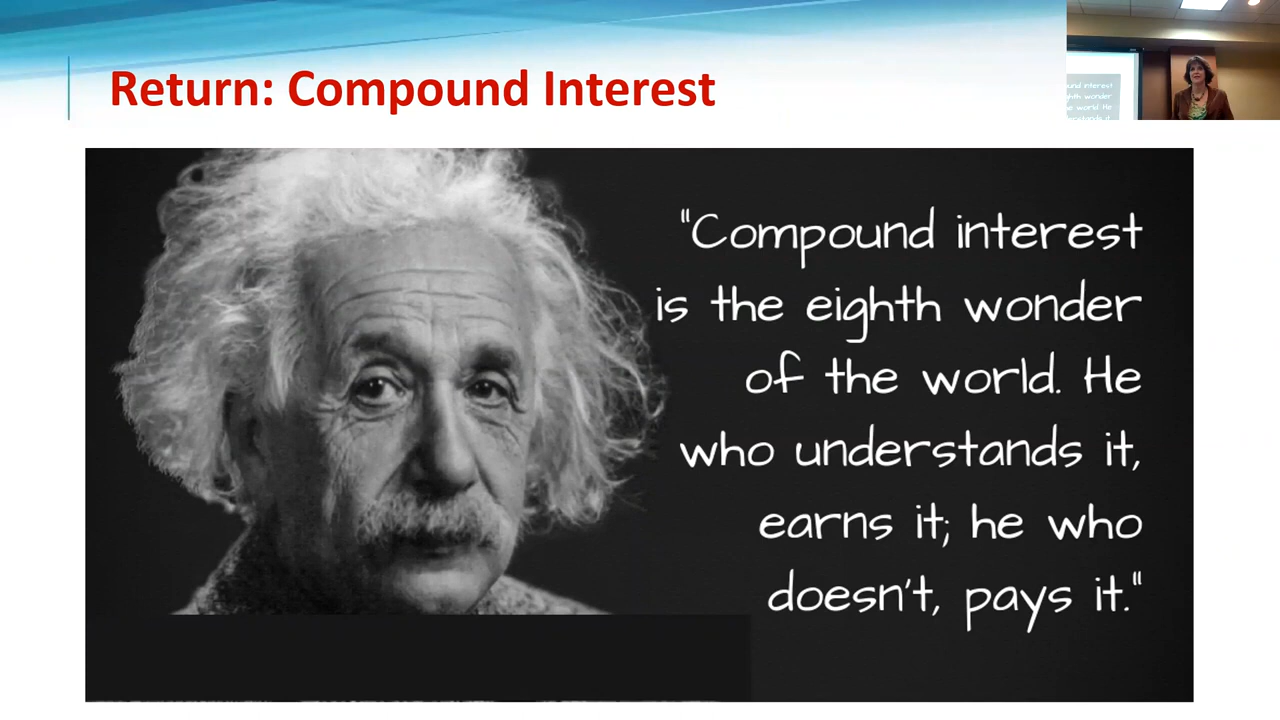 Return: Compound Interest
"Compound interest
is the eighth wonder
of the world. He
who understands it,
earns it; he who
doesn't, pays it."